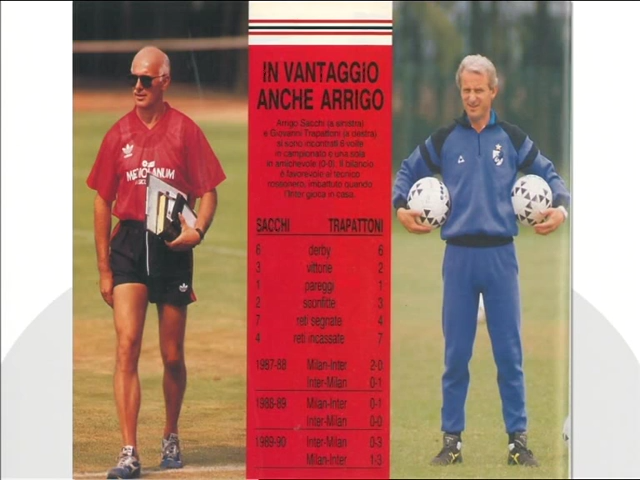 IN VANTAGGIO
ANCHE ARRIGO
Arrigo Sacchi (a sinistra)
e Giovanni Trapattoni (a destra)
si sono incontrati 6 volte
in campionato e una sola
in amichevole (0-0). Il bilancio
è favorevole al tecnico
rossonero, imbattuto quando
l'Inter gioca in casa.
SACCHI TRAPATTONI
6 derby 6
3 vittorie 2
1 pareggi 1
2 sconfitte 3
7 reti segnate 4
4 reti incassate 7
1987-88 Milan-Inter 2-0
Inter-Milan 0-1
1988-89 Milan-Inter 0-1
Inter-Milan 0-0
1989-90 Inter-Milan 0-3
Milan-Inter 1-3
adidas
MEDIOLANUM